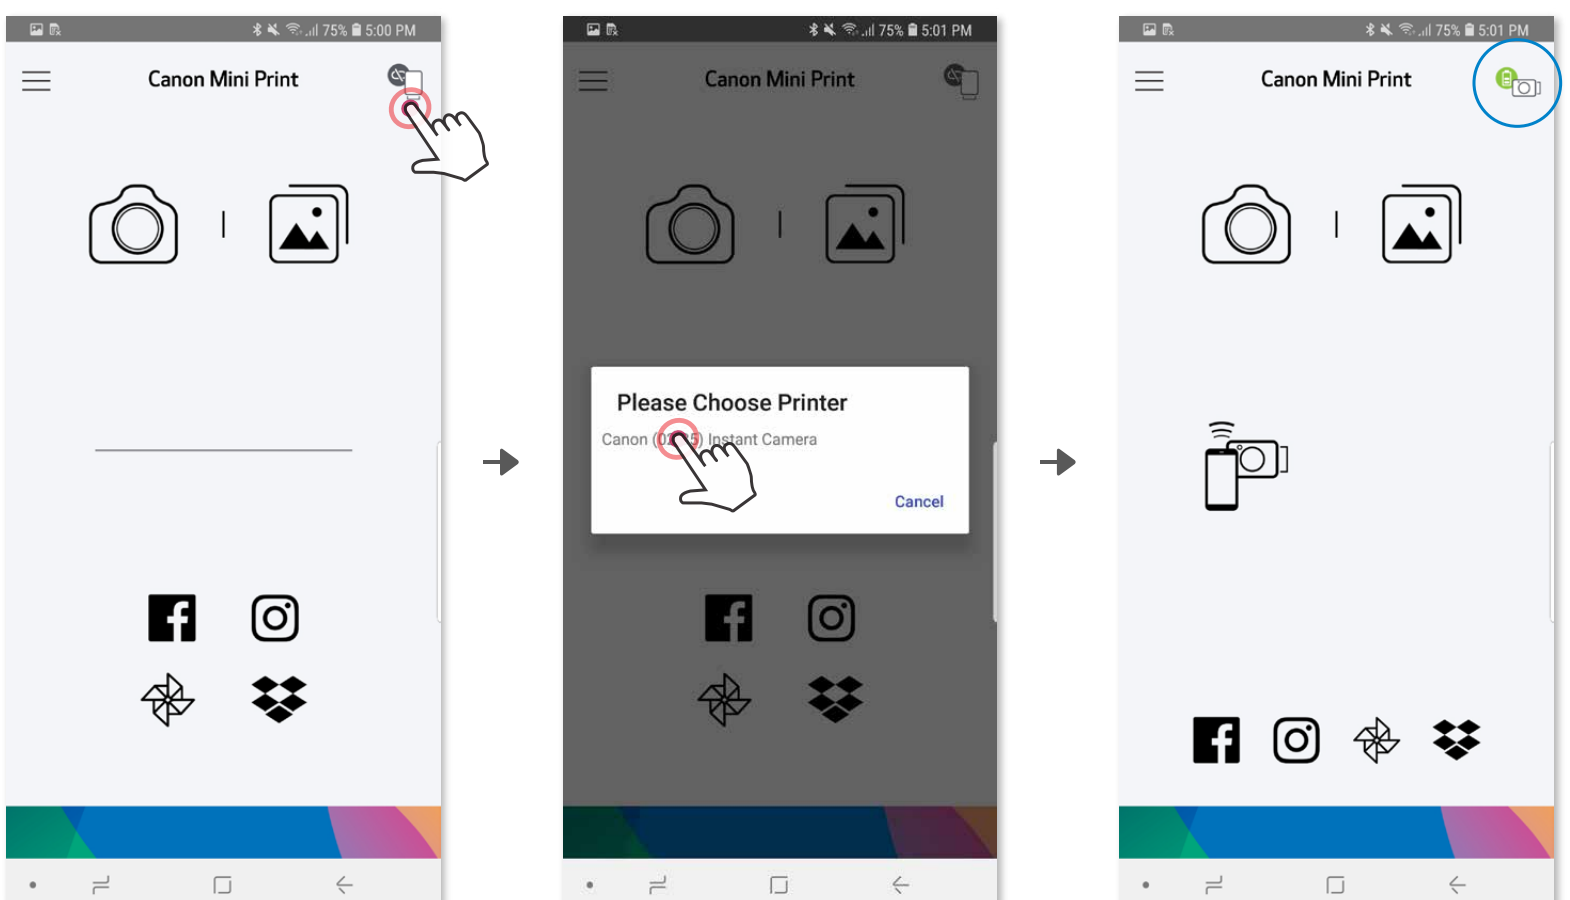 75% 5:00 PM
Canon Mini Print
75% 5:01 PM
Canon Mini Print
Please Choose Printer
Canon ( ) Instant Camera
Cancel
75% 5:01 PM
Canon Mini Print